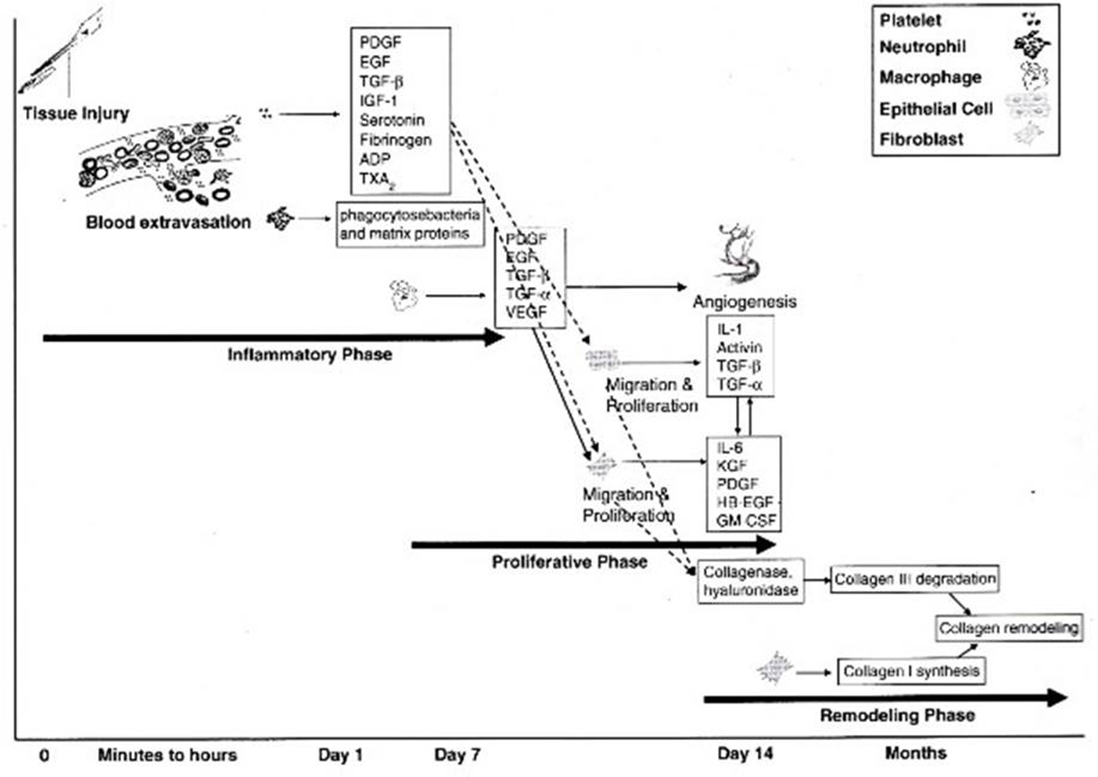 Platelet
Neutrophil
Macrophage
Epithelial Cell
Fibroblast
Tissue Injury
PDGF
EGF
TGF-β
IGF-1
Serotonin
Fibrinogen
ADP
TXA2
Blood extravasation
phagocytosebacteria
and matrix proteins
PDGF
EGF
TGF-β
TGF-α
VEGF
Angiogenesis
IL-1
Activin
TGF-β
TGF-α
Inflammatory Phase
Migration &
Proliferation
IL-6
KGF
PDGF
HB-EGF
GM CSF
Migration &
Proliferation
Proliferative Phase
Collagenase,
hyaluronidase
Collagen III degradation
Collagen remodeling
Collagen I synthesis
Remodeling Phase
0 Minutes to hours Day 1 Day 7 Day 14 Months